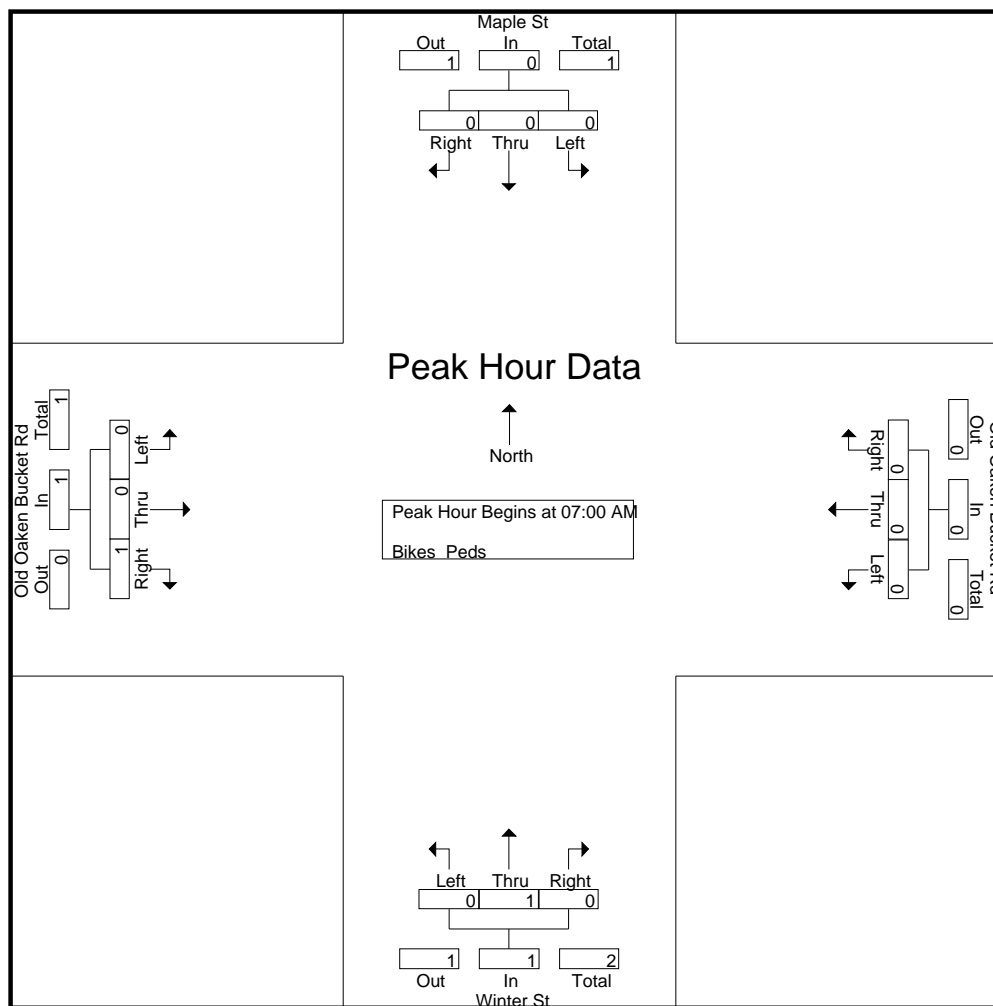 Maple St
Out In Total
1 0 1
0 0 0
Right Thru Left
Peak Hour Data
North
Peak Hour Begins at 07:00 AM
Bikes Peds
Old Oaken Bucket Rd
Total In Out
1 1 0
0 0 1
Left Thru Right
Right Thru Left
0 0 0
Out In Total
0 0 0
Left Thru Right
0 1 0
1 1 2
Out In Total
Winter St